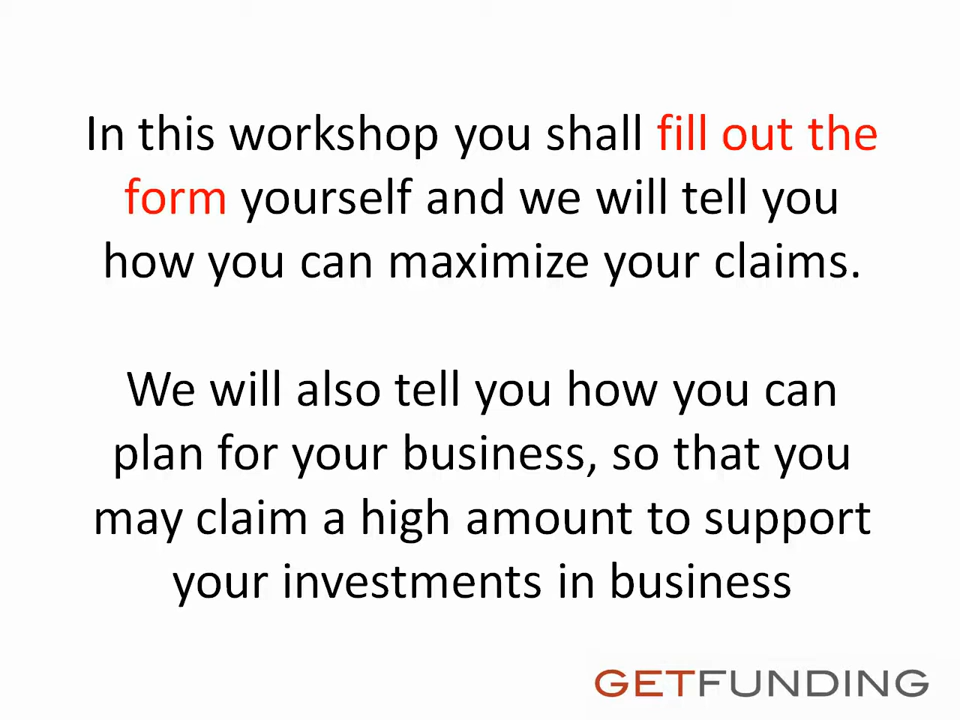 In this workshop you shall fill out the
form yourself and we will tell you
how you can maximize your claims.
We will also tell you how you can
plan for your business, so that you
may claim a high amount to support
your investments in business
GETFUNDING